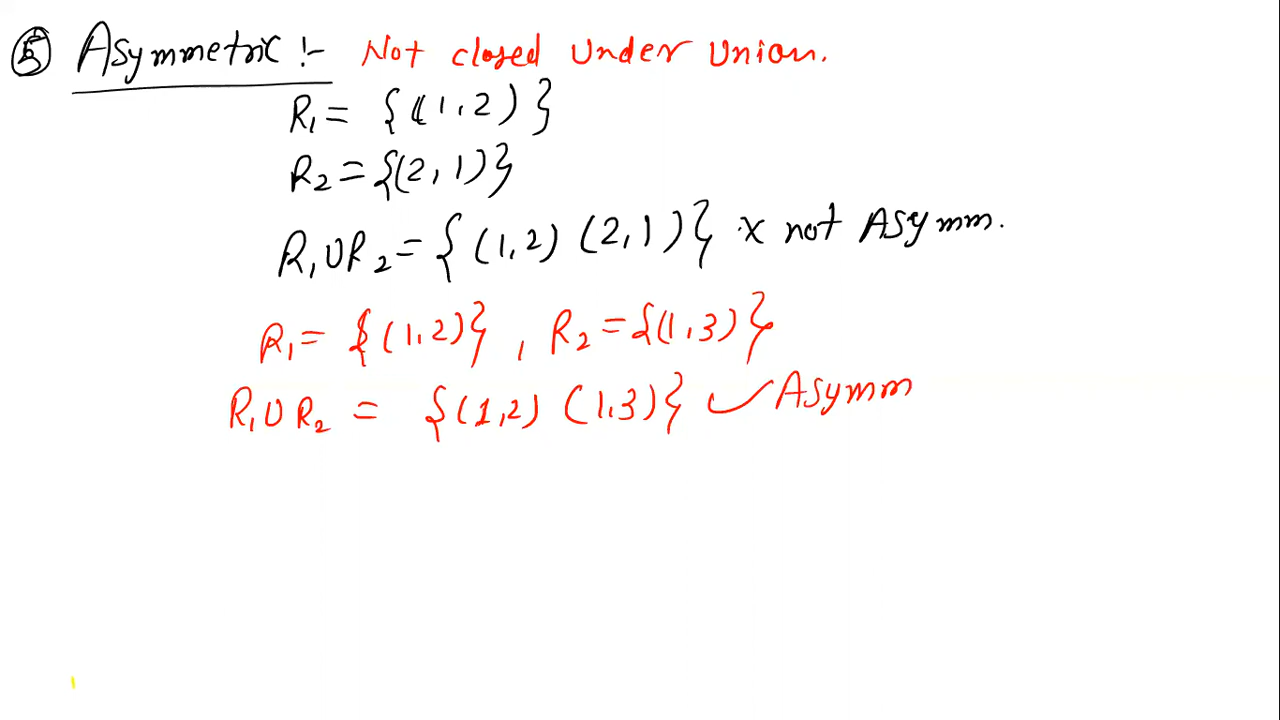 ⑤ Asymmetric :- Not closed under union.
R₁ = {(1,2)}
R₂ = {(2,1)}
R₁∪R₂ = {(1,2) (2,1)} × not Asymm.
R₁ = {(1,2)} , R₂ = {(1,3)}
R₁∪R₂ = {(1,2) (1,3)} ✓ Asymm